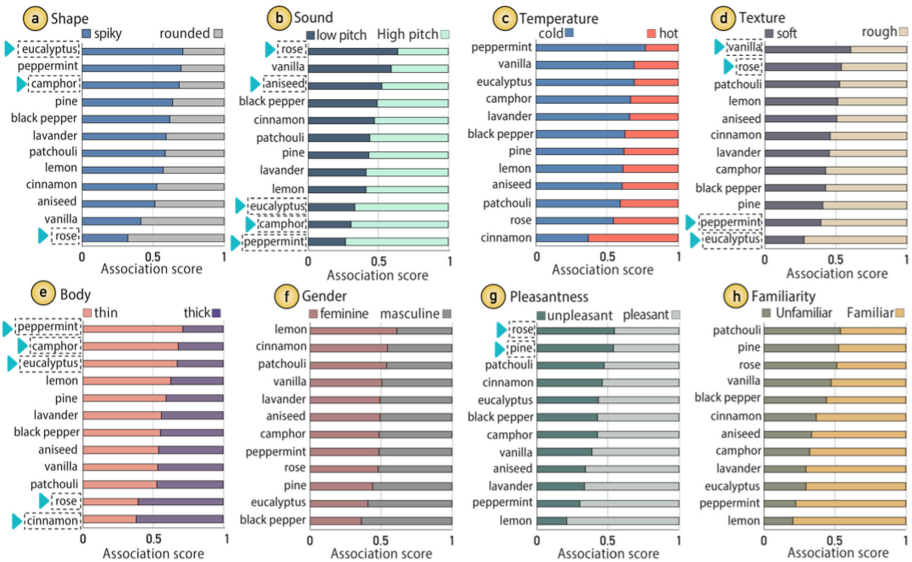 a Shape
spiky rounded
eucalyptus
peppermint
camphor
pine
black pepper
lavander
patchouli
lemon
cinnamon
aniseed
vanilla
rose
0 0.5 1
Association score
b Sound
low pitch High pitch
rose
vanilla
aniseed
black pepper
cinnamon
patchouli
pine
lavander
lemon
eucalyptus
camphor
peppermint
0 0.5 1
Association score
c Temperature
cold hot
peppermint
vanilla
eucalyptus
camphor
lavander
black pepper
pine
lemon
aniseed
patchouli
rose
cinnamon
0 0.5 1
Association score
d Texture
soft rough
vanilla
rose
patchouli
lemon
aniseed
cinnamon
lavander
camphor
black pepper
pine
peppermint
eucalyptus
0 0.5 1
Association score
e Body
thin thick
peppermint
camphor
eucalyptus
lemon
pine
lavander
black pepper
aniseed
vanilla
patchouli
rose
cinnamon
0 0.5 1
Association score
f Gender
feminine masculine
lemon
cinnamon
patchouli
vanilla
lavander
aniseed
camphor
peppermint
rose
pine
eucalyptus
black pepper
0 0.5 1
Association score
g Pleasantness
unpleasant pleasant
rose
pine
patchouli
cinnamon
eucalyptus
black pepper
camphor
vanilla
aniseed
lavander
peppermint
lemon
0 0.5 1
Association score
h Familiarity
Unfamiliar Familiar
patchouli
pine
rose
vanilla
black pepper
cinnamon
aniseed
camphor
lavander
eucalyptus
peppermint
lemon
0 0.5 1
Association score